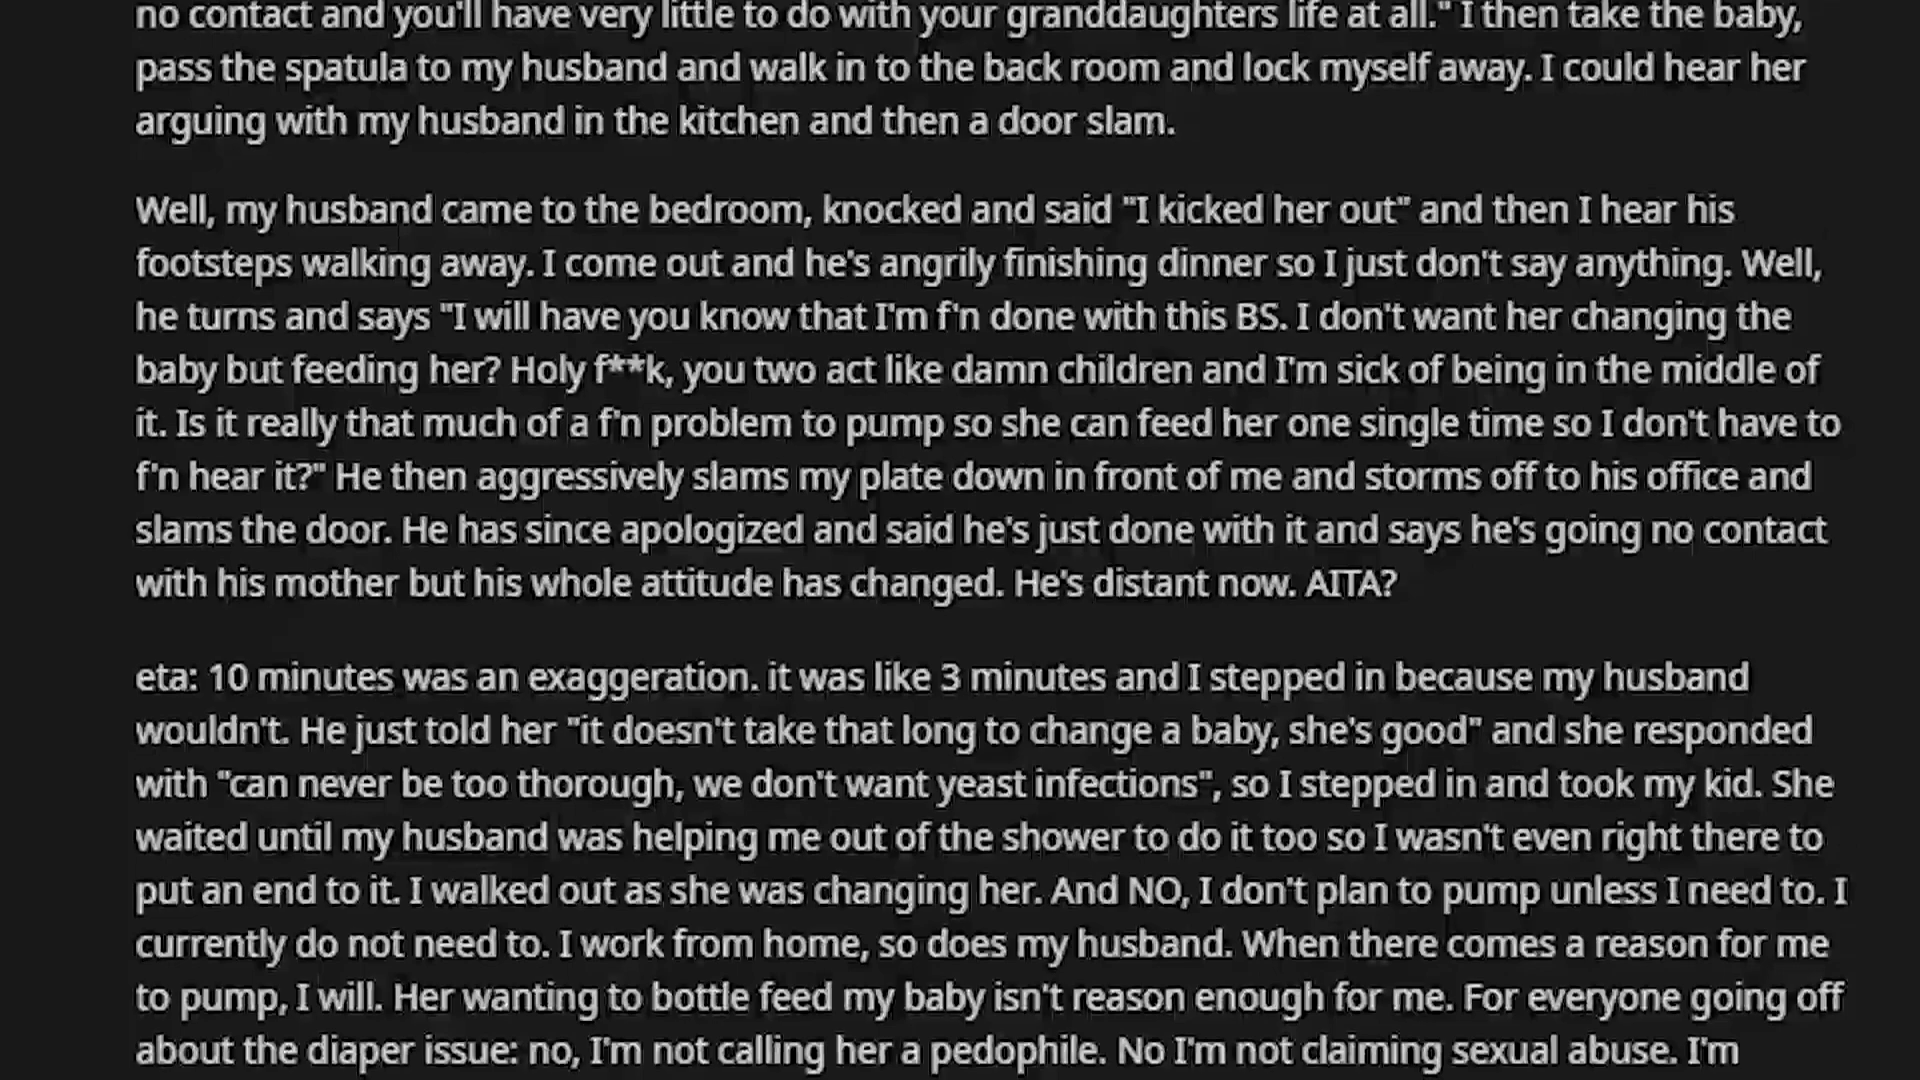 no contact and you'll have very little to do with your granddaughters life at all." I then take the baby,
pass the spatula to my husband and walk in to the back room and lock myself away. I could hear her
arguing with my husband in the kitchen and then a door slam.
Well, my husband came to the bedroom, knocked and said "I kicked her out" and then I hear his
footsteps walking away. I come out and he's angrily finishing dinner so I just don't say anything. Well,
he turns and says "I will have you know that I'm f'n done with this BS. I don't want her changing the
baby but feeding her? Holy f**k, you two act like damn children and I'm sick of being in the middle of
it. Is it really that much of a f'n problem to pump so she can feed her one single time so I don't have to
f'n hear it?" He then aggressively slams my plate down in front of me and storms off to his office and
slams the door. He has since apologized and said he's just done with it and says he's going no contact
with his mother but his whole attitude has changed. He's distant now. AITA?
eta: 10 minutes was an exaggeration. it was like 3 minutes and I stepped in because my husband
wouldn't. He just told her "it doesn't take that long to change a baby, she's good" and she responded
with "can never be too thorough, we don't want yeast infections", so I stepped in and took my kid. She
waited until my husband was helping me out of the shower to do it too so I wasn't even right there to
put an end to it. I walked out as she was changing her. And NO, I don't plan to pump unless I need to. I
currently do not need to. I work from home, so does my husband. When there comes a reason for me
to pump, I will. Her wanting to bottle feed my baby isn't reason enough for me. For everyone going off
about the diaper issue: no, I'm not calling her a pedophile. No I'm not claiming sexual abuse. I'm